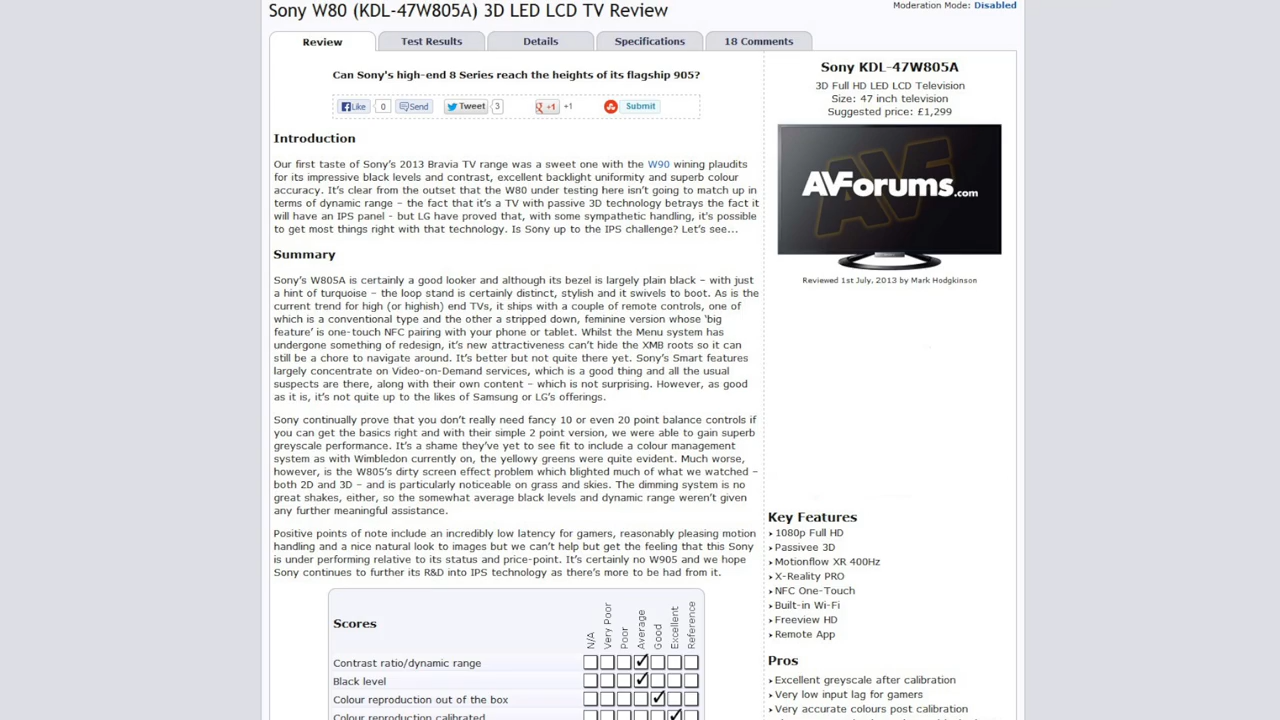 Sony W80 (KDL-47W805A) 3D LED LCD TV Review
Moderation Mode: Disabled
Review
Test Results
Details
Specifications
18 Comments
Can Sony's high-end 8 Series reach the heights of its flagship 905?
Like 0 Send Tweet 3 +1 +1 Submit
Introduction
Our first taste of Sony's 2013 Bravia TV range was a sweet one with the W90 wining plaudits
for its impressive black levels and contrast, excellent backlight uniformity and superb colour
accuracy. It's clear from the outset that the W80 under testing here isn't going to match up in
terms of dynamic range – the fact that it's a TV with passive 3D technology betrays the fact it
will have an IPS panel - but LG have proved that, with some sympathetic handling, it's possible
to get most things right with that technology. Is Sony up to the IPS challenge? Let's see...
Summary
Sony's W805A is certainly a good looker and although its bezel is largely plain black – with just
a hint of turquoise – the loop stand is certainly distinct, stylish and it swivels to boot. As is the
current trend for high (or highish) end TVs, it ships with a couple of remote controls, one of
which is a conventional type and the other a stripped down, feminine version whose 'big
feature' is one-touch NFC pairing with your phone or tablet. Whilst the Menu system has
undergone something of redesign, it's new attractiveness can't hide the XMB roots so it can
still be a chore to navigate around. It's better but not quite there yet. Sony's Smart features
largely concentrate on Video-on-Demand services, which is a good thing and all the usual
suspects are there, along with their own content – which is not surprising. However, as good
as it is, it's not quite up to the likes of Samsung or LG's offerings.
Sony continually prove that you don't really need fancy 10 or even 20 point balance controls if
you can get the basics right and with their simple 2 point version, we were able to gain superb
greyscale performance. It's a shame they've yet to see fit to include a colour management
system as with Wimbledon currently on, the yellowy greens were quite evident. Much worse,
however, is the W805's dirty screen effect problem which blighted much of what we watched –
both 2D and 3D – and is particularly noticeable on grass and skies. The dimming system is no
great shakes, either, so the somewhat average black levels and dynamic range weren't given
any further meaningful assistance.
Positive points of note include an incredibly low latency for gamers, reasonably pleasing motion
handling and a nice natural look to images but we can't help but get the feeling that this Sony
is under performing relative to its status and price-point. It's certainly no W905 and we hope
Sony continues to further its R&D into IPS technology as there's more to be had from it.
Scores
N/A
Very Poor
Poor
Average
Good
Excellent
Reference
Contrast ratio/dynamic range
Black level
Colour reproduction out of the box
Colour reproduction calibrated
Sony KDL-47W805A
3D Full HD LED LCD Television
Size: 47 inch television
Suggested price: £1,299
AVForums.com
Reviewed 1st July, 2013 by Mark Hodgkinson
Key Features
1080p Full HD
Passivee 3D
Motionflow XR 400Hz
X-Reality PRO
NFC One-Touch
Built-in Wi-Fi
Freeview HD
Remote App
Pros
Excellent greyscale after calibration
Very low input lag for gamers
Very accurate colours post calibration